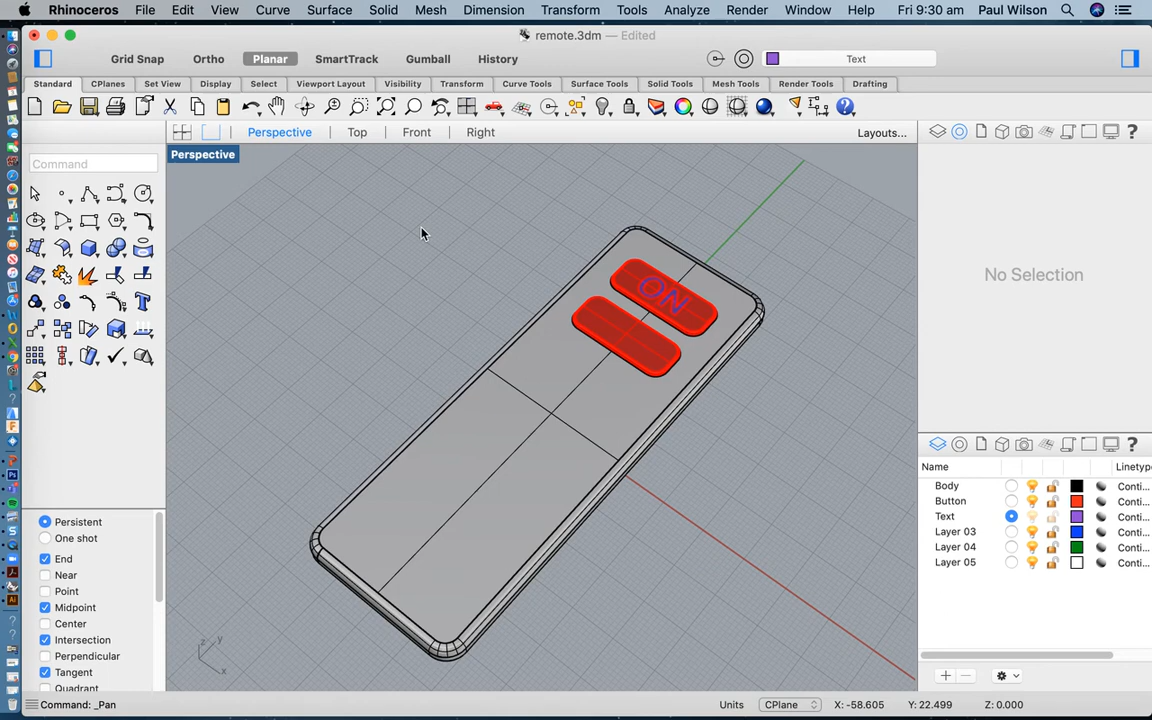 Rhinoceros File Edit View Curve Surface Solid Mesh Dimension Transform Tools Analyze Render Window Help Fri 9:30 am Paul Wilson
remote.3dm — Edited
Grid Snap Ortho Planar SmartTrack Gumball History Text
Standard CPlanes Set View Display Select Viewport Layout Visibility Transform Curve Tools Surface Tools Solid Tools Mesh Tools Render Tools Drafting
Perspective Top Front Right Layouts...
Perspective
Command
ON
No Selection
Name Linetyp
Body Conti...
Button Conti...
Text Conti...
Layer 03 Conti...
Layer 04 Conti...
Layer 05 Conti...
Persistent
One shot
End
Near
Point
Midpoint
Center
Intersection
Perpendicular
Tangent
Quadrant
z y
x
Command: _Pan Units CPlane X: -58.605 Y: 22.499 Z: 0.000